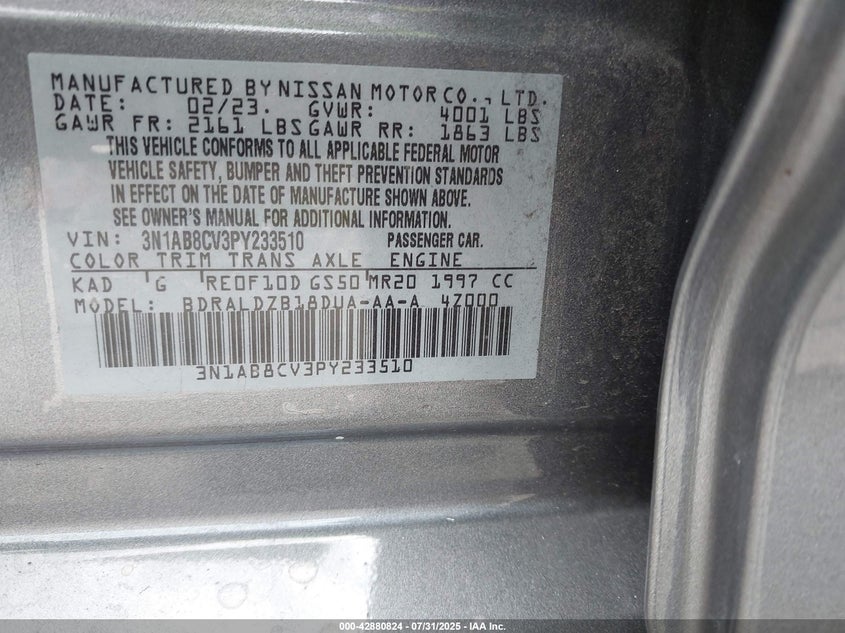 MANUFACTURED BY NISSAN MOTOR CO., LTD.
DATE: 02/23. GVWR: 4001 LBS
GAWR FR: 2161 LBS GAWR RR: 1863 LBS
THIS VEHICLE CONFORMS TO ALL APPLICABLE FEDERAL MOTOR
VEHICLE SAFETY, BUMPER AND THEFT PREVENTION STANDARDS
IN EFFECT ON THE DATE OF MANUFACTURE SHOWN ABOVE.
SEE OWNER'S MANUAL FOR ADDITIONAL INFORMATION.
VIN: 3N1AB8CV3PY233510 PASSENGER CAR.
COLOR TRIM TRANS AXLE ENGINE
KAD G RE0F10D GS50 MR20 1997 CC
MODEL: BDRALDZB18DUA-AA-A 4Z000
3N1AB8CV3PY233510
000-42880824 | 07/31/2025 - IAA Inc.